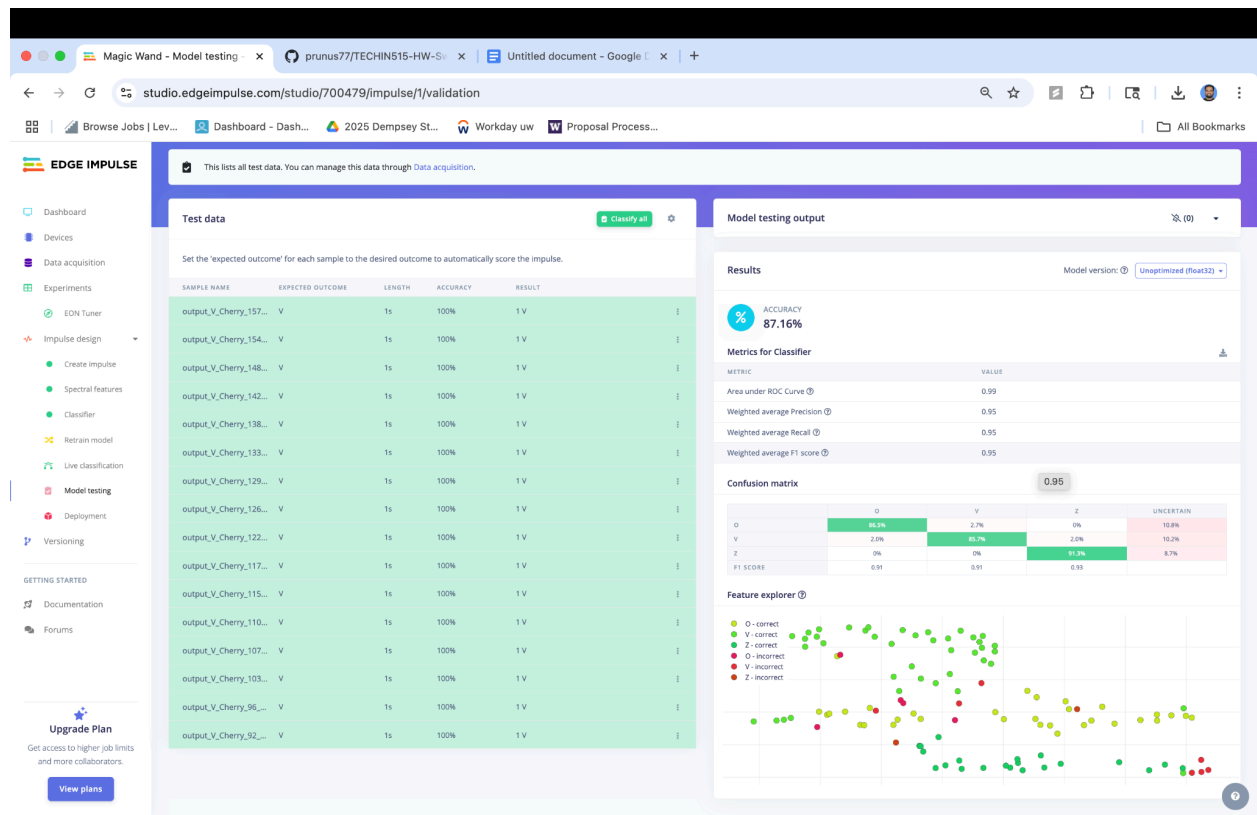 Magic Wand - Model testing -
prunus77/TECHIN515-HW-Sw
Untitled document - Google D
studio.edgeimpulse.com/studio/700479/impulse/1/validation
Browse Jobs | Lev...
Dashboard - Dash...
2025 Dempsey St...
Workday uw
Proposal Process...
All Bookmarks
EDGE IMPULSE
Dashboard
Devices
Data acquisition
Experiments
EON Tuner
Impulse design
Create impulse
Spectral features
Classifier
Retrain model
Live classification
Model testing
Deployment
Versioning
GETTING STARTED
Documentation
Forums
Upgrade Plan
Get access to higher job limits
and more collaborators.
View plans
This lists all test data. You can manage this data through Data acquisition.
Test data
Classify all
Set the 'expected outcome' for each sample to the desired outcome to automatically score the impulse.
SAMPLE NAME EXPECTED OUTCOME LENGTH ACCURACY RESULT
output_V_Cherry_157... V 1s 100% 1 V
output_V_Cherry_154... V 1s 100% 1 V
output_V_Cherry_148... V 1s 100% 1 V
output_V_Cherry_142... V 1s 100% 1 V
output_V_Cherry_138... V 1s 100% 1 V
output_V_Cherry_133... V 1s 100% 1 V
output_V_Cherry_129... V 1s 100% 1 V
output_V_Cherry_126... V 1s 100% 1 V
output_V_Cherry_122... V 1s 100% 1 V
output_V_Cherry_117... V 1s 100% 1 V
output_V_Cherry_115... V 1s 100% 1 V
output_V_Cherry_110... V 1s 100% 1 V
output_V_Cherry_107... V 1s 100% 1 V
output_V_Cherry_103... V 1s 100% 1 V
output_V_Cherry_96_... V 1s 100% 1 V
output_V_Cherry_92_... V 1s 100% 1 V
Model testing output
(0)
Results
Model version: Unoptimized (float32)
%
ACCURACY
87.16%
Metrics for Classifier
METRIC VALUE
Area under ROC Curve 0.99
Weighted average Precision 0.95
Weighted average Recall 0.95
Weighted average F1 score 0.95
Confusion matrix
0.95
O V Z UNCERTAIN
O 86.5% 2.7% 0% 10.8%
V 2.0% 85.7% 2.0% 10.2%
Z 0% 0% 91.3% 8.7%
F1 SCORE 0.91 0.91 0.93
Feature explorer
O - correct
V - correct
Z - correct
O - incorrect
V - incorrect
Z - incorrect